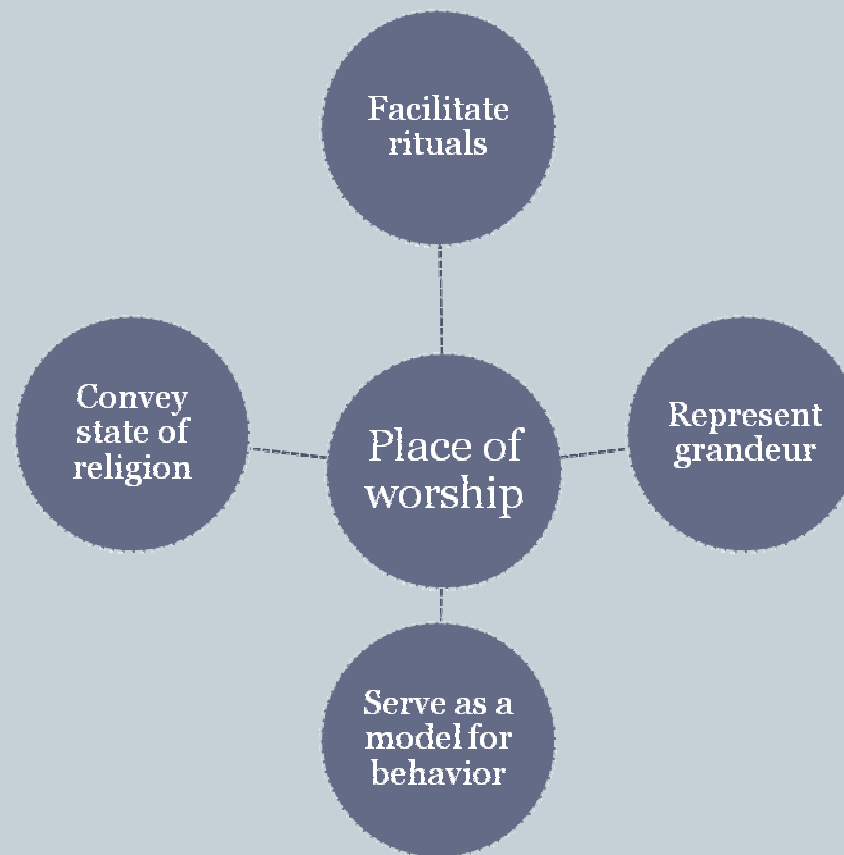 Facilitate
rituals
Convey
state of
religion
Place of
worship
Represent
grandeur
Serve as a
model for
behavior